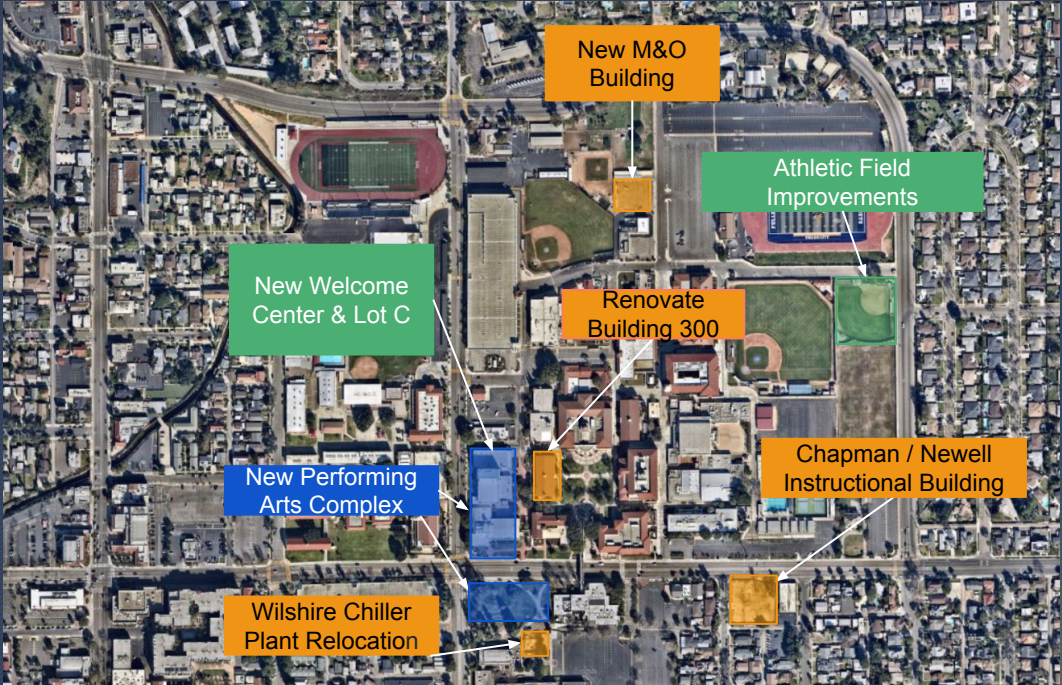 New M&O
Building
Athletic Field
Improvements
New Welcome
Center & Lot C
Renovate
Building 300
Chapman / Newell
Instructional Building
New Performing
Arts Complex
Wilshire Chiller
Plant Relocation